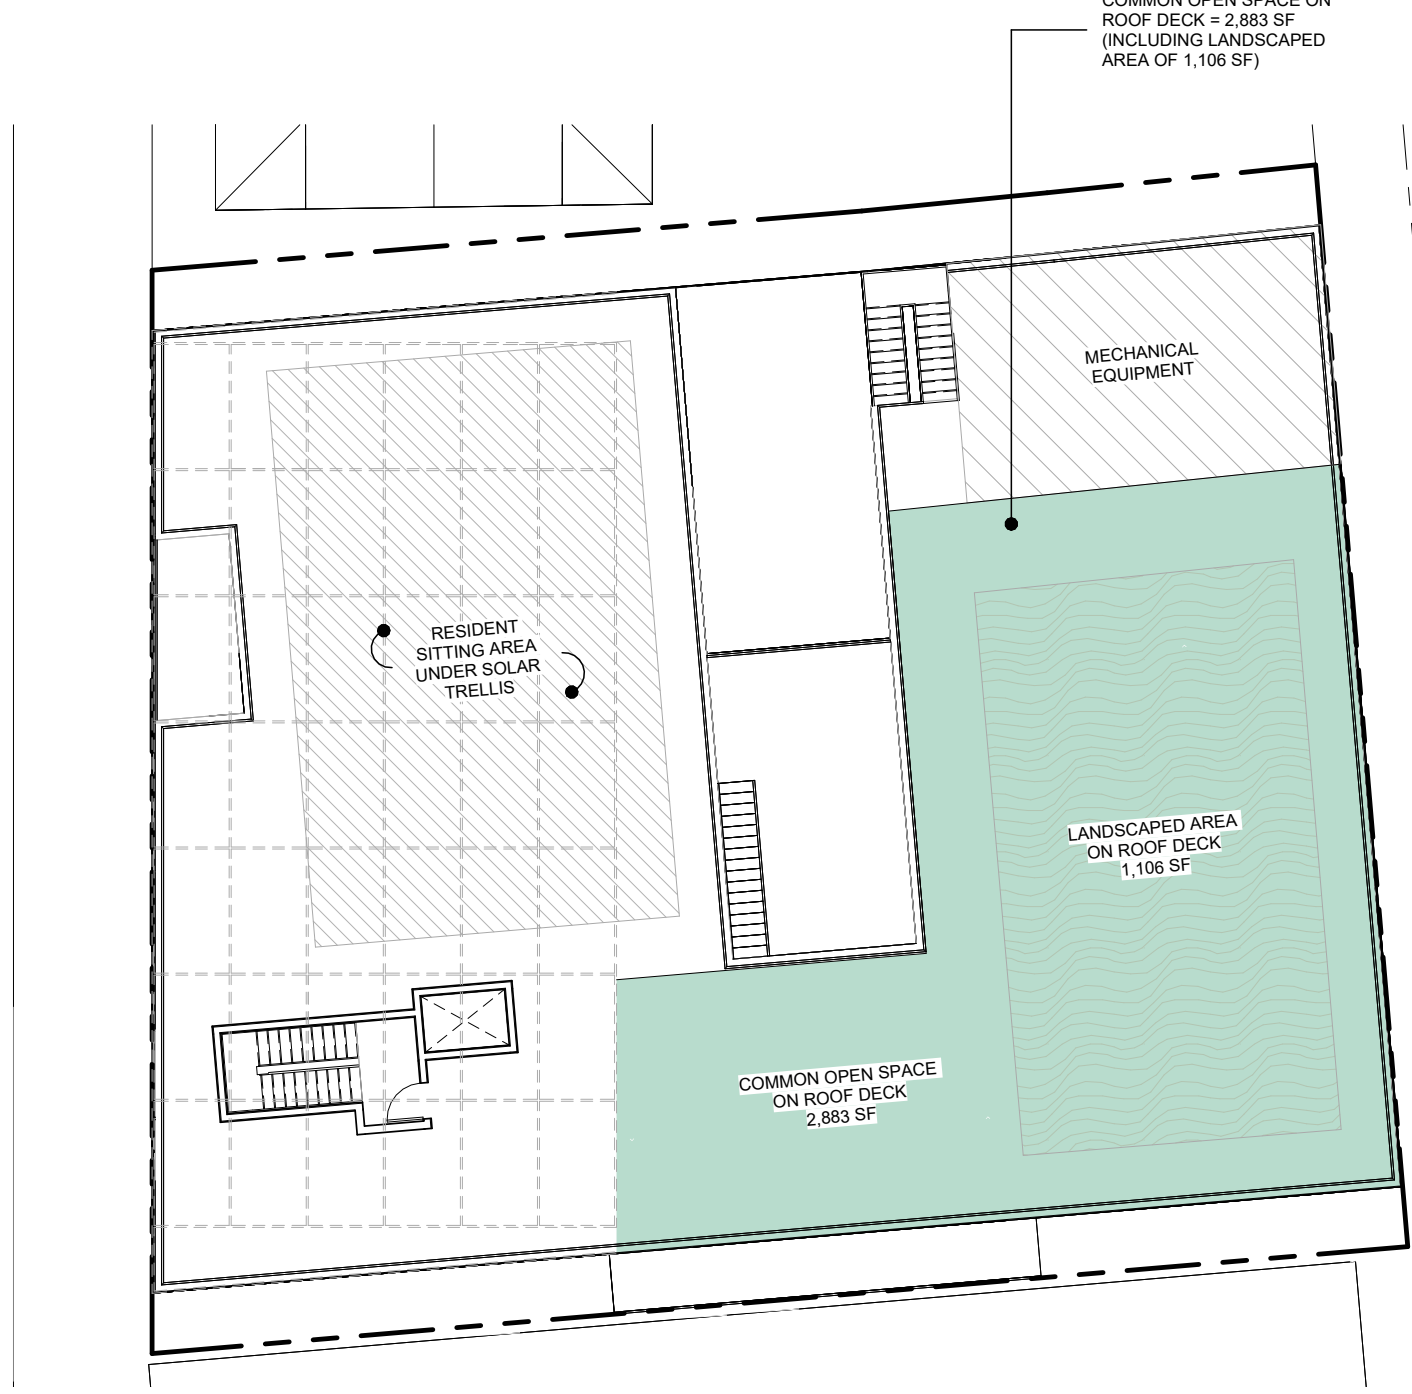 COMMON OPEN SPACE ON
ROOF DECK = 2,883 SF
(INCLUDING LANDSCAPED
AREA OF 1,106 SF)
MECHANICAL
EQUIPMENT
RESIDENT
SITTING AREA
UNDER SOLAR
TRELLIS
LANDSCAPED AREA
ON ROOF DECK
1,106 SF
COMMON OPEN SPACE
ON ROOF DECK
2,883 SF